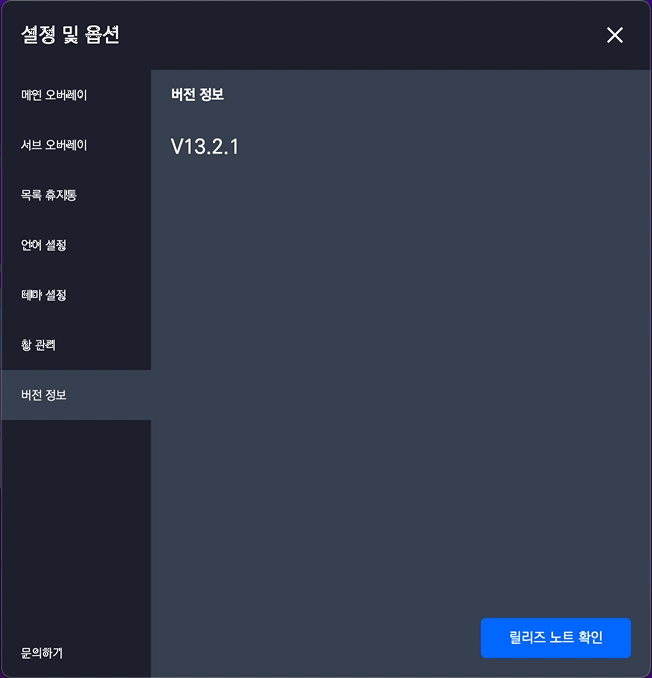 설정 및 옵션
메인 오버레이
서브 오버레이
목록 휴지통
언어 설정
테마 설정
창 관리
버전 정보
문의하기
버전 정보
V13.2.1
릴리즈 노트 확인